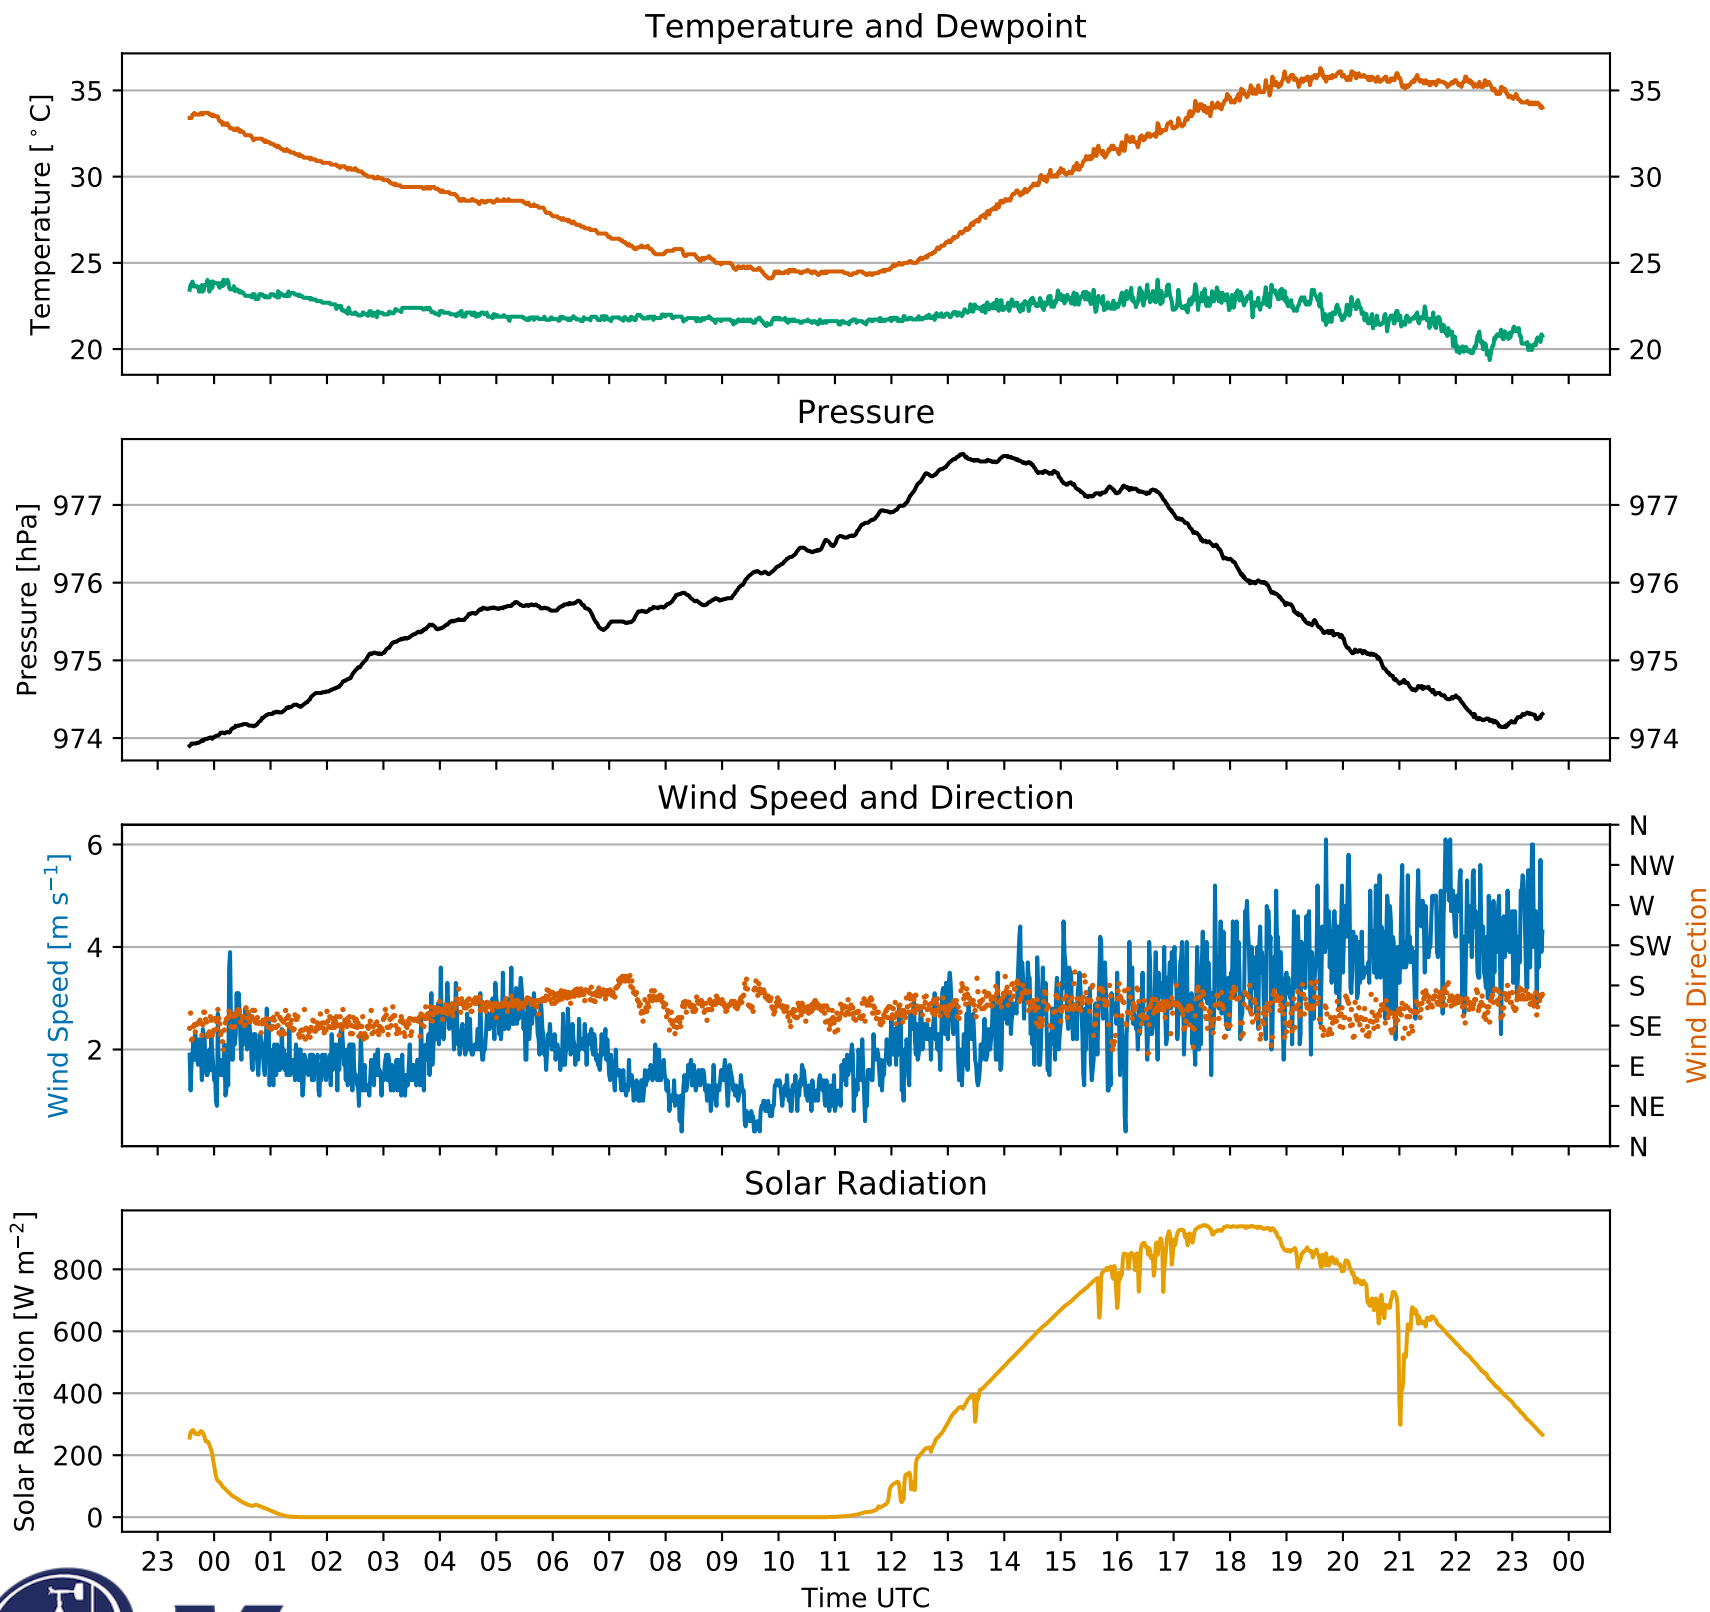 Temperature and Dewpoint
Temperature [°C]
35 35
30 30
25 25
20 20
Pressure
Pressure [hPa]
977 977
976 976
975 975
974 974
Wind Speed and Direction
Wind Speed [m s⁻¹]
6
4
2
N
NW
W
SW
S
SE
E
NE
N
Wind Direction
Solar Radiation
Solar Radiation [W m⁻²]
800
600
400
200
0
23 00 01 02 03 04 05 06 07 08 09 10 11 12 13 14 15 16 17 18 19 20 21 22 23 00
Time UTC